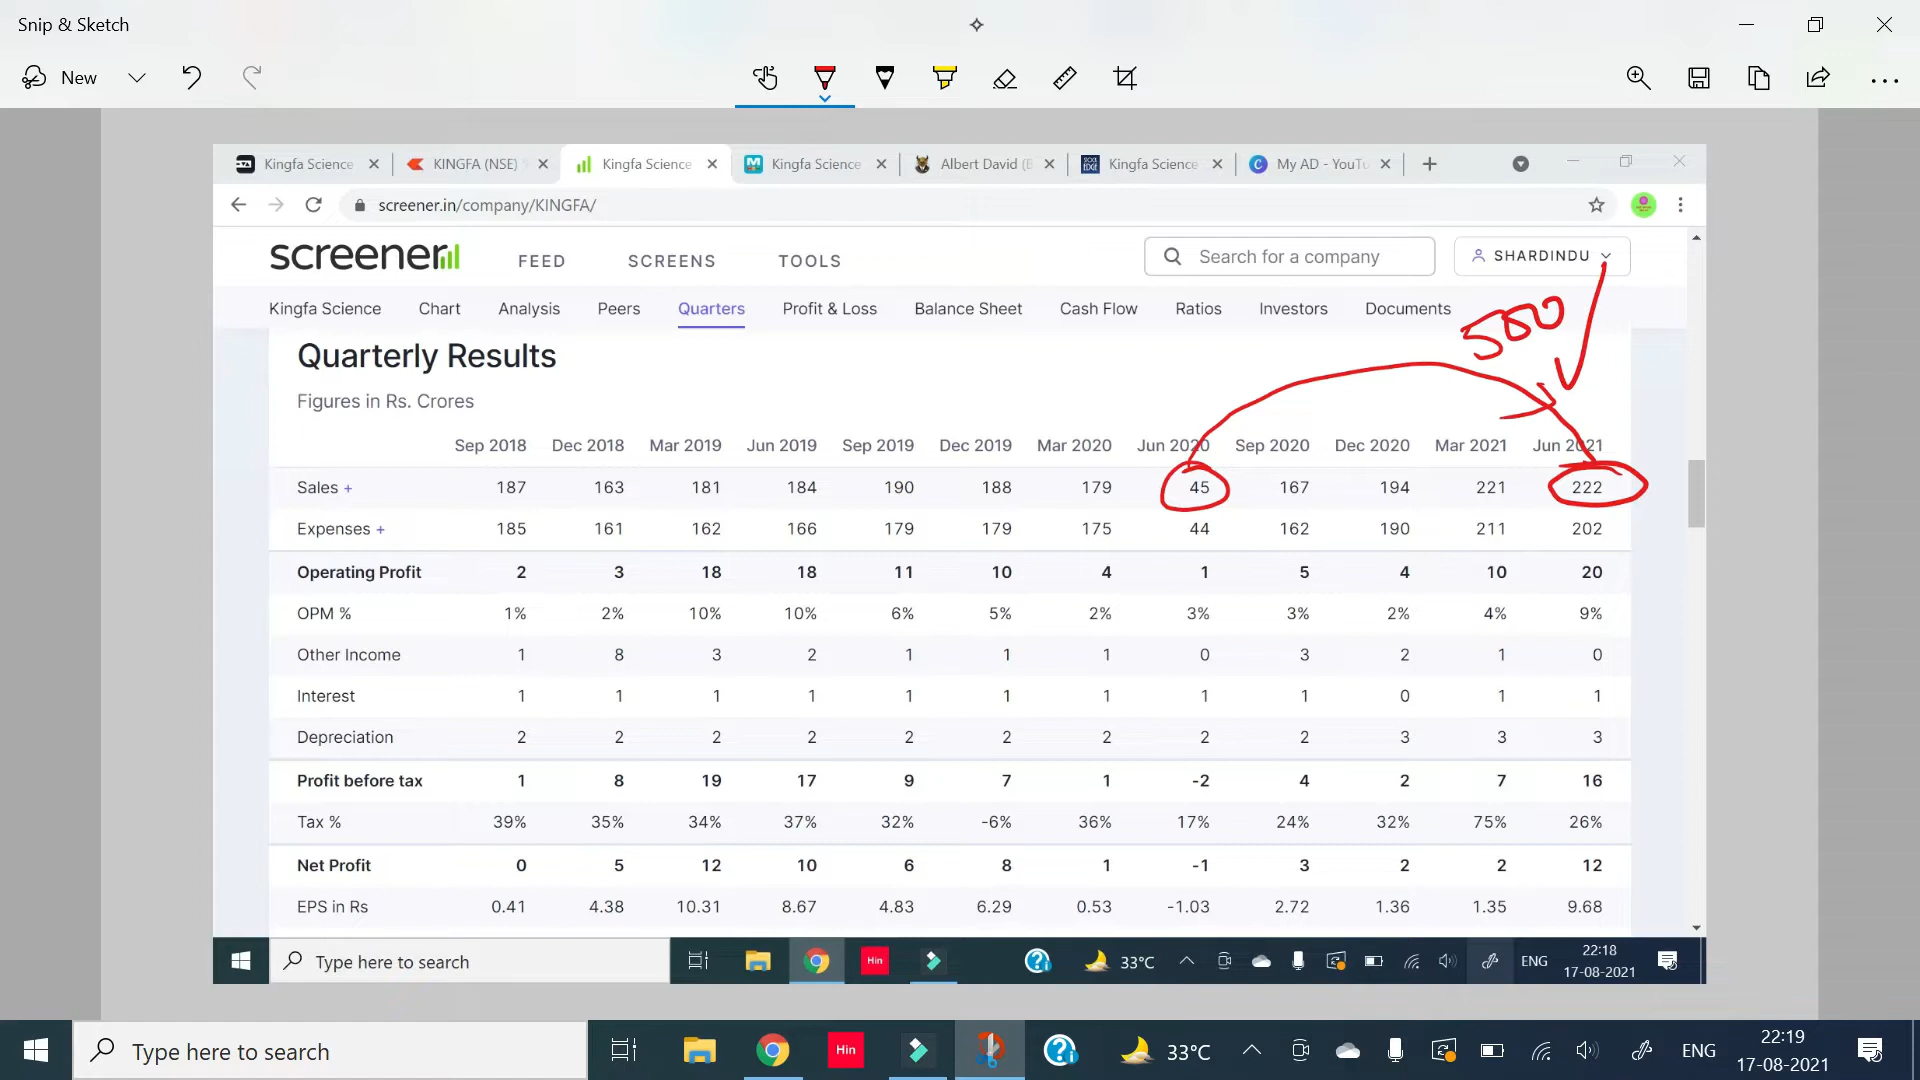 Snip & Sketch
New
Kingfa Science KINGFA (NSE) Kingfa Science Kingfa Science Albert David (B Kingfa Science My AD - YouTu
screener.in/company/KINGFA/
screener FEED SCREENS TOOLS Search for a company SHARDINDU
Kingfa Science Chart Analysis Peers Quarters Profit & Loss Balance Sheet Cash Flow Ratios Investors Documents
Quarterly Results
Figures in Rs. Crores
Sep 2018 Dec 2018 Mar 2019 Jun 2019 Sep 2019 Dec 2019 Mar 2020 Jun 2020 Sep 2020 Dec 2020 Mar 2021 Jun 2021
Sales + 187 163 181 184 190 188 179 45 167 194 221 222
Expenses + 185 161 162 166 179 179 175 44 162 190 211 202
Operating Profit 2 3 18 18 11 10 4 1 5 4 10 20
OPM % 1% 2% 10% 10% 6% 5% 2% 3% 3% 2% 4% 9%
Other Income 1 8 3 2 1 1 1 0 3 2 1 0
Interest 1 1 1 1 1 1 1 1 1 0 1 1
Depreciation 2 2 2 2 2 2 2 2 2 3 3 3
Profit before tax 1 8 19 17 9 7 1 -2 4 2 7 16
Tax % 39% 35% 34% 37% 32% -6% 36% 17% 24% 32% 75% 26%
Net Profit 0 5 12 10 6 8 1 -1 3 2 2 12
EPS in Rs 0.41 4.38 10.31 8.67 4.83 6.29 0.53 -1.03 2.72 1.36 1.35 9.68
Type here to search Hin 33°C ENG 22:18
17-08-2021
Type here to search Hin 33°C ENG 22:19
17-08-2021